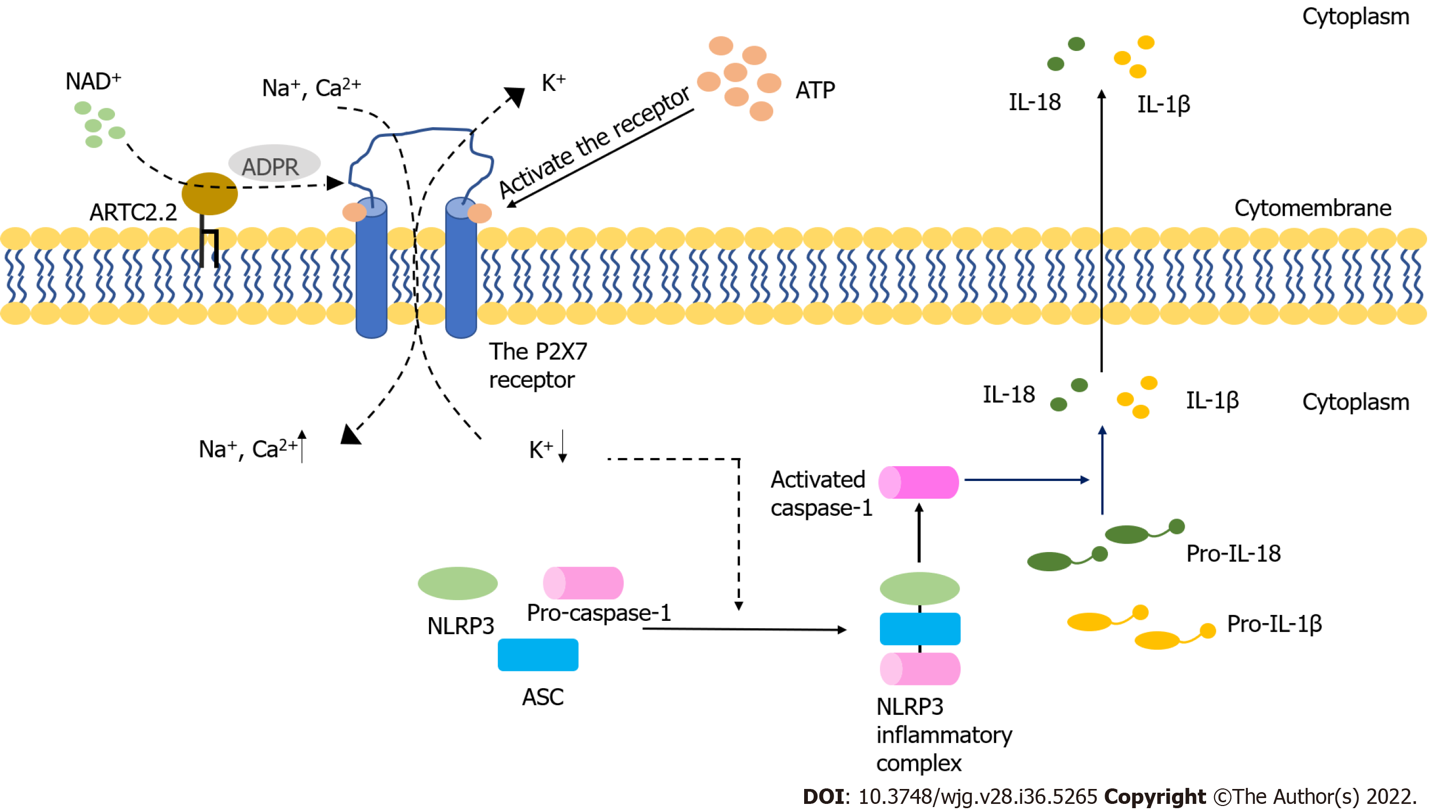 Cytoplasm
NAD⁺
Na⁺, Ca²⁺
K⁺
ATP
IL-18
IL-1β
Activate the receptor
ADPR
ARTC2.2
Cytomembrane
The P2X7
receptor
IL-18
IL-1β
Cytoplasm
Na⁺, Ca²⁺
K⁺
Activated
caspase-1
Pro-IL-18
Pro-caspase-1
NLRP3
Pro-IL-1β
ASC
NLRP3
inflammatory
complex
DOI: 10.3748/wjg.v28.i36.5265 Copyright ©The Author(s) 2022.